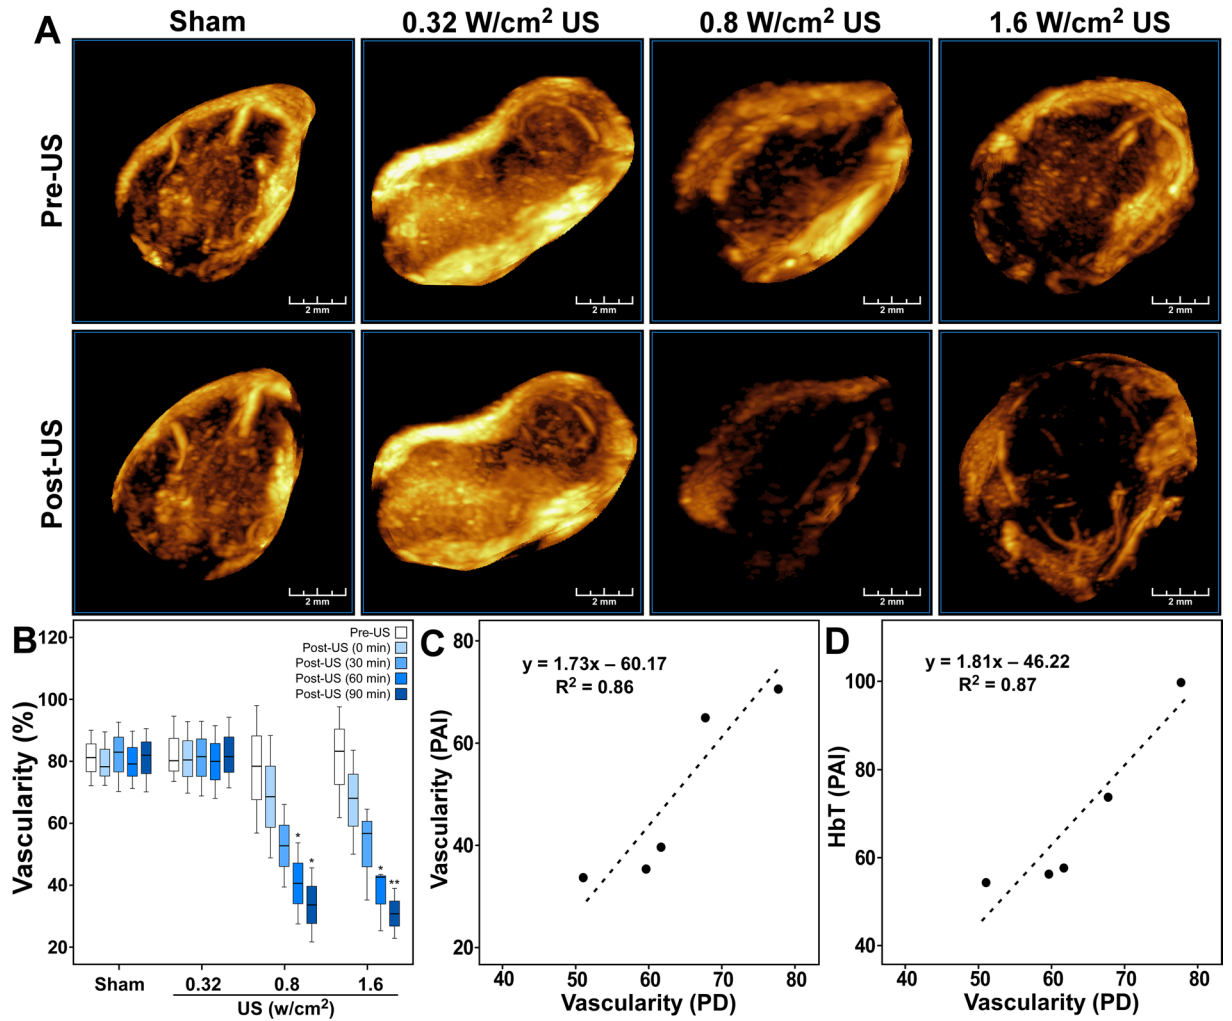 A
Sham
0.32 W/cm² US
0.8 W/cm² US
1.6 W/cm² US
Pre-US
2 mm
2 mm
2 mm
2 mm
Post-US
2 mm
2 mm
2 mm
2 mm
B
Vascularity (%)
120
100
80
60
40
20
Pre-US
Post-US (0 min)
Post-US (30 min)
Post-US (60 min)
Post-US (90 min)
*
*
*
**
Sham
0.32
0.8
1.6
US (w/cm²)
C
Vascularity (PAI)
80
60
40
20
y = 1.73x – 60.17
R² = 0.86
40
50
60
70
80
Vascularity (PD)
D
HbT (PAI)
100
80
60
40
y = 1.81x – 46.22
R² = 0.87
40
50
60
70
80
Vascularity (PD)